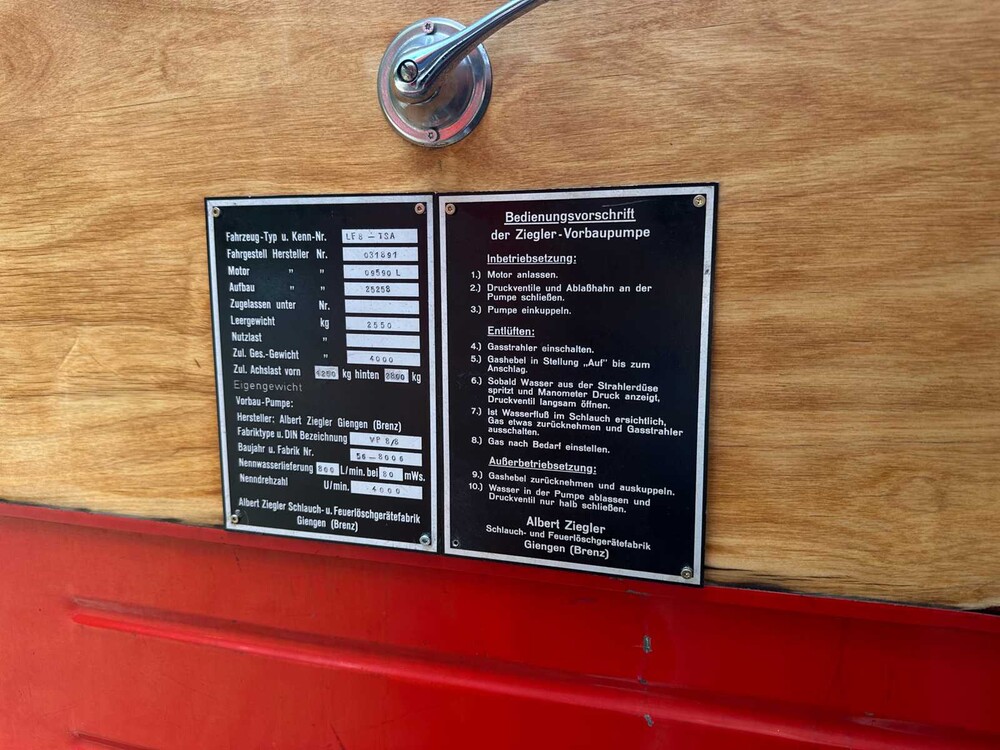 Fahrzeug-Typ u. Kenn-Nr. LF 8 - TSA
Fahrgestell Hersteller Nr. 031891
Motor " " 09590 L
Aufbau " " 25258
Zugelassen unter Nr.
Leergewicht kg 2550
Nutzlast "
Zul. Ges.-Gewicht " 4000
Zul. Achslast vorn kg hinten kg
Eigengewicht
Vorbau-Pumpe:
Hersteller: Albert Ziegler Giengen (Brenz)
Fabriktype u. DIN Bezeichnung VP 8/8
Baujahr u. Fabrik Nr. 56-8006
Nennwasserlieferung 800 L/min. bei 80 mWs.
Nenndrehzahl U/min. 4000
Albert Ziegler Schlauch- u. Feuerlöschgerätefabrik
Giengen (Brenz)
Bedienungsvorschrift
der Ziegler-Vorbaupumpe
Inbetriebsetzung:
1.) Motor anlassen.
2.) Druckventile und Ablaßhahn an der
Pumpe schließen.
3.) Pumpe einkuppeln.
Entlüften:
4.) Gasstrahler einschalten.
5.) Gashebel in Stellung „Auf" bis zum
Anschlag.
6.) Sobald Wasser aus der Strahlerdüse
spritzt und Manometer Druck anzeigt,
Druckventil langsam öffnen.
7.) Ist Wasserfluß im Schlauch ersichtlich,
Gas etwas zurücknehmen und Gasstrahler
ausschalten.
8.) Gas nach Bedarf einstellen.
Außerbetriebsetzung:
9.) Gashebel zurücknehmen und auskuppeln.
10.) Wasser in der Pumpe ablassen und
Druckventil nur halb schließen.
Albert Ziegler
Schlauch- und Feuerlöschgerätefabrik
Giengen (Brenz)